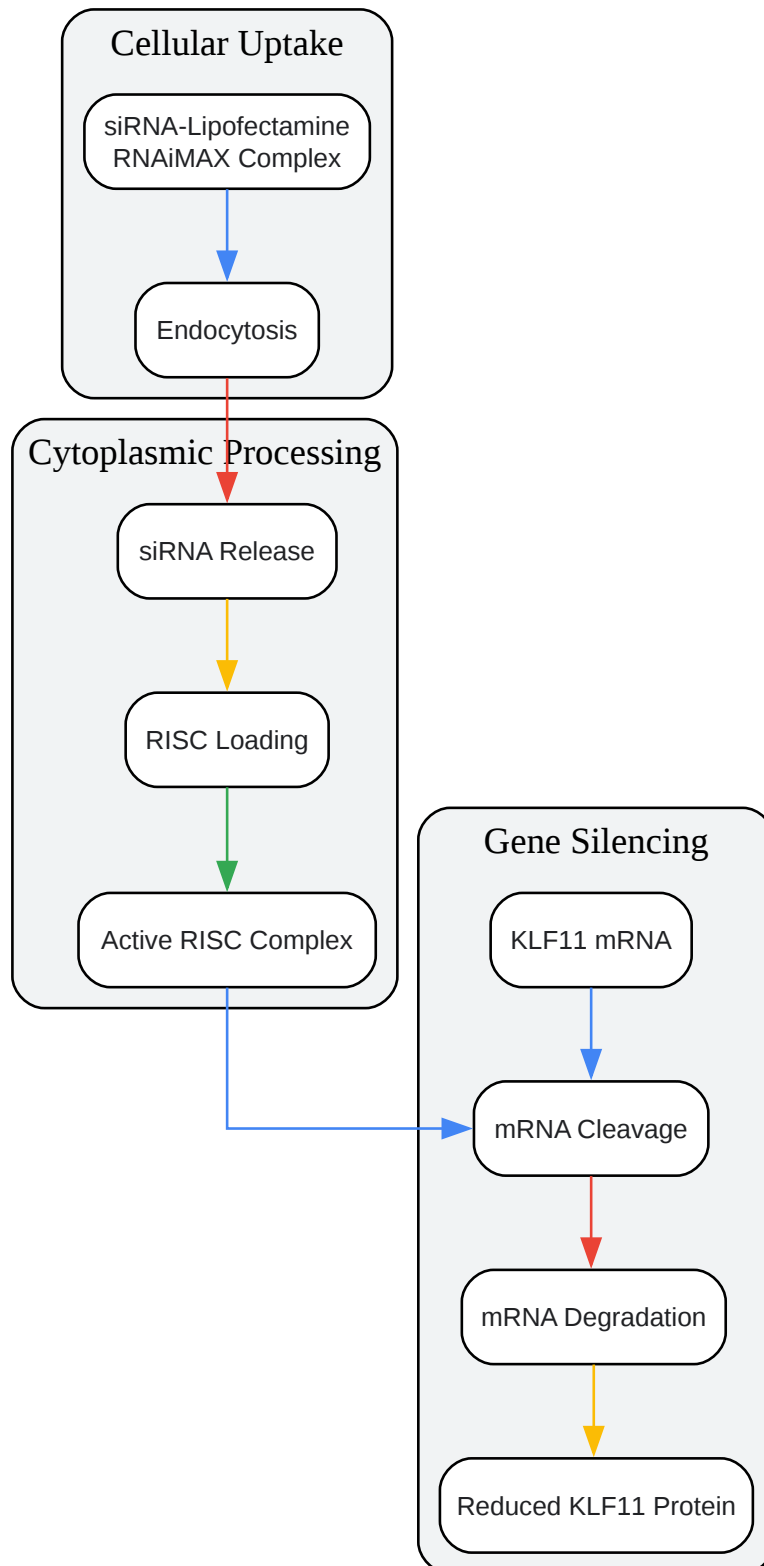 Cellular Uptake
siRNA-Lipofectamine
RNAiMAX Complex
Endocytosis
Cytoplasmic Processing
siRNA Release
RISC Loading
Active RISC Complex
Gene Silencing
KLF11 mRNA
mRNA Cleavage
mRNA Degradation
Reduced KLF11 Protein